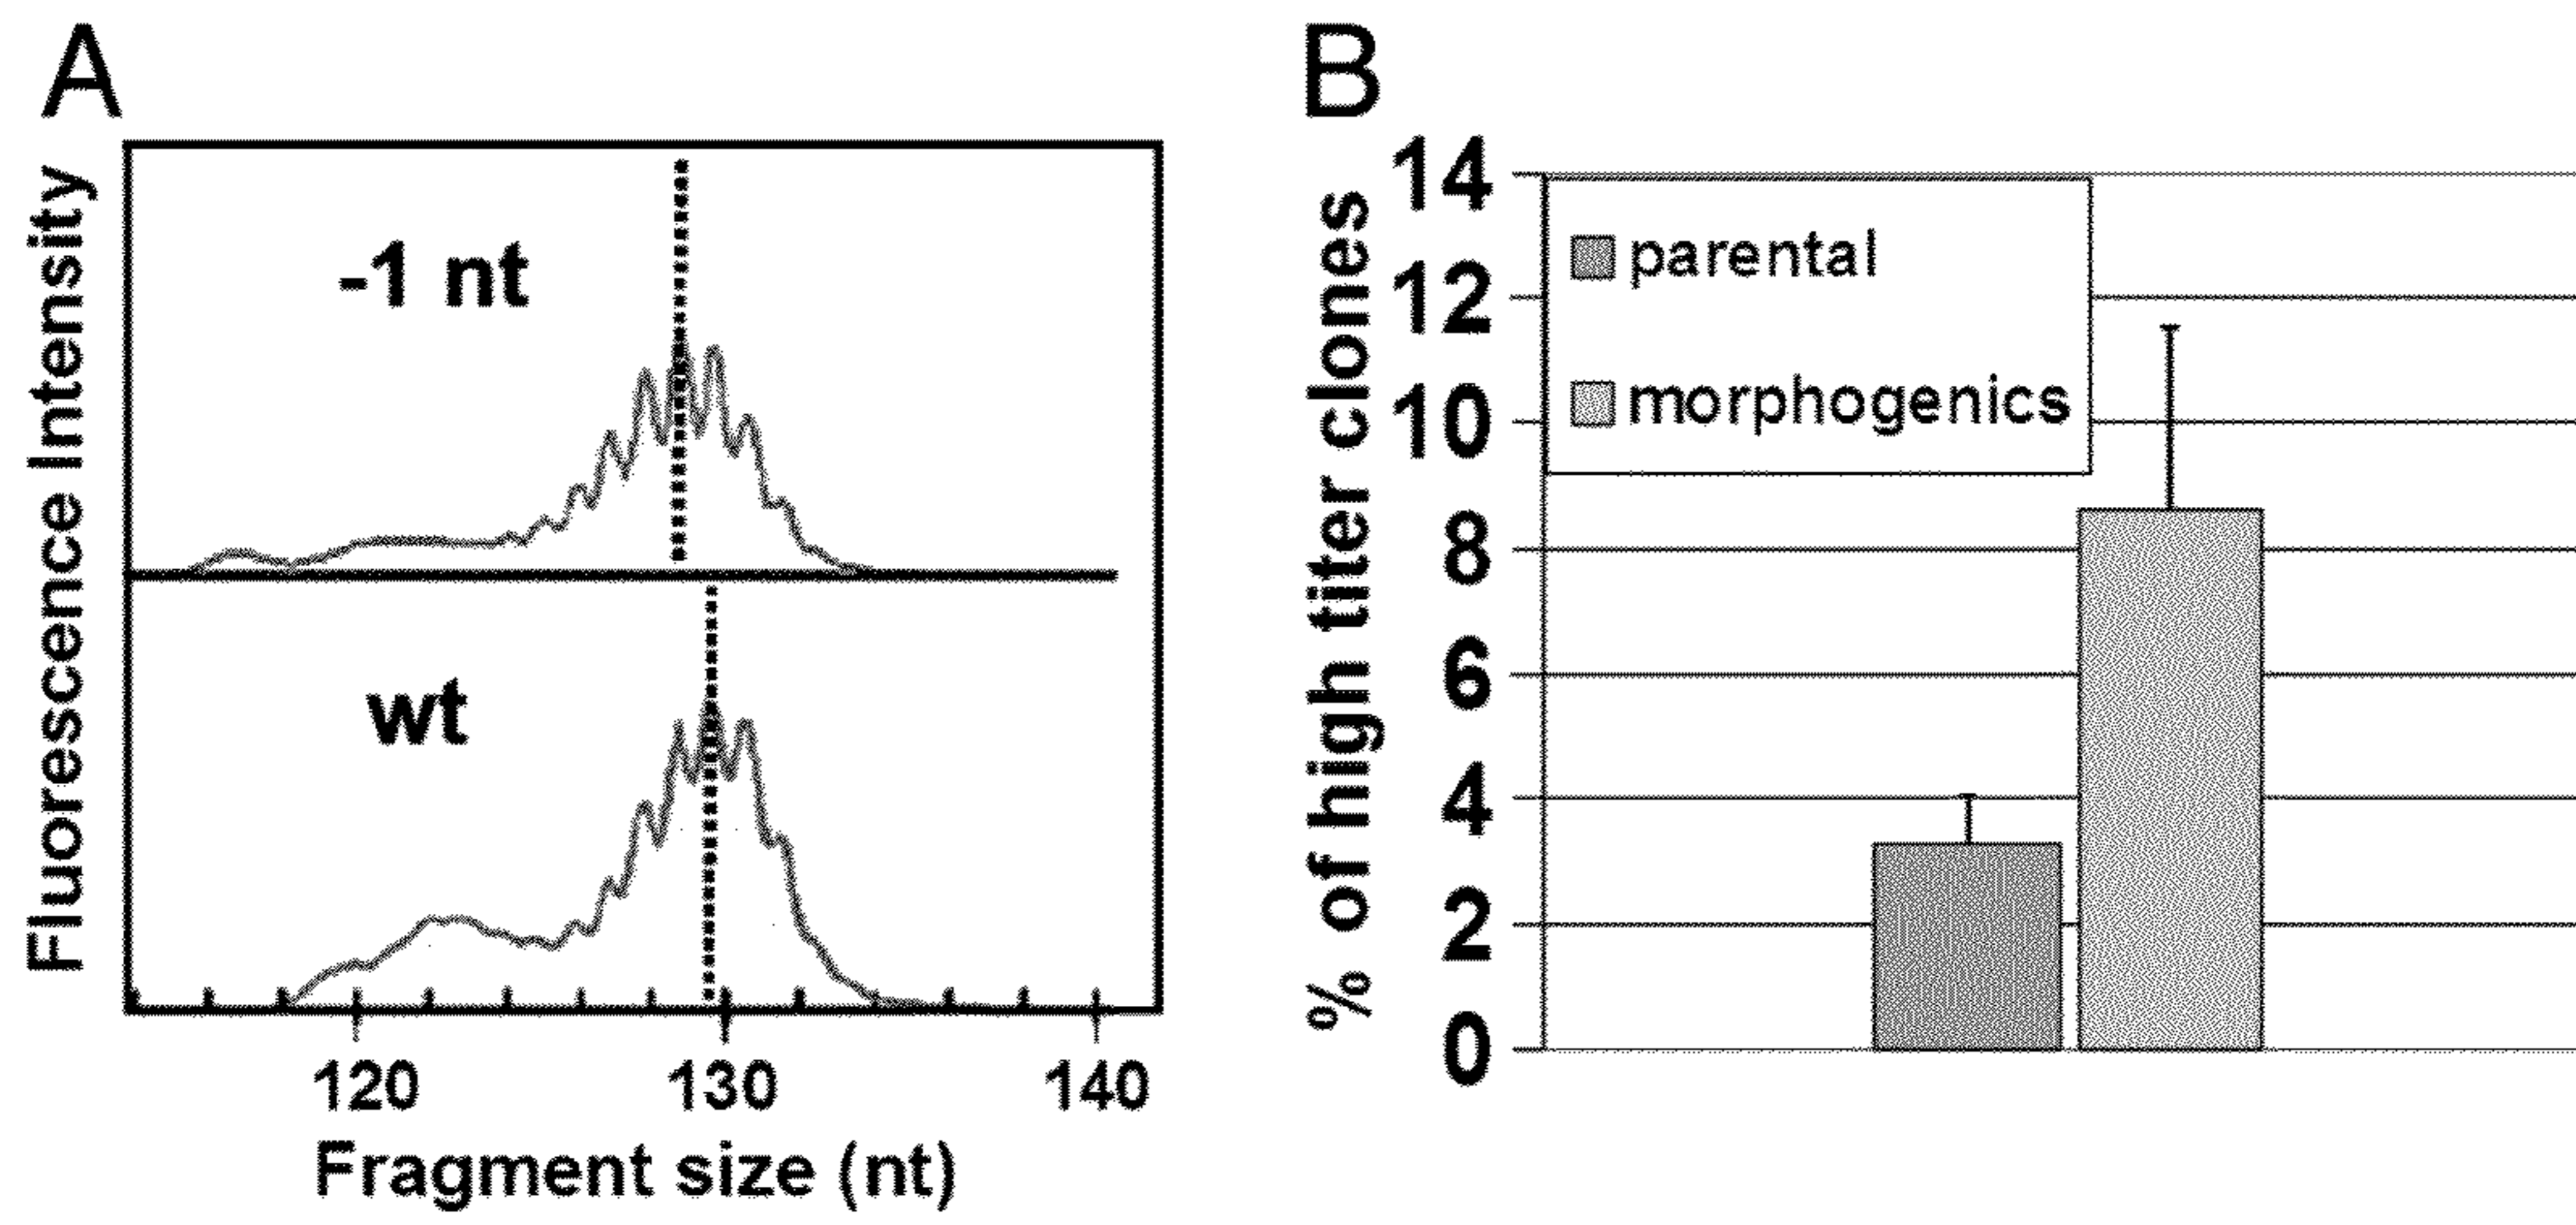 A
Fluorescence Intensity
-1 nt
wt
120 130 140
Fragment size (nt)
B
% of high titer clones
14
12
10
8
6
4
2
0
parental
morphogenics